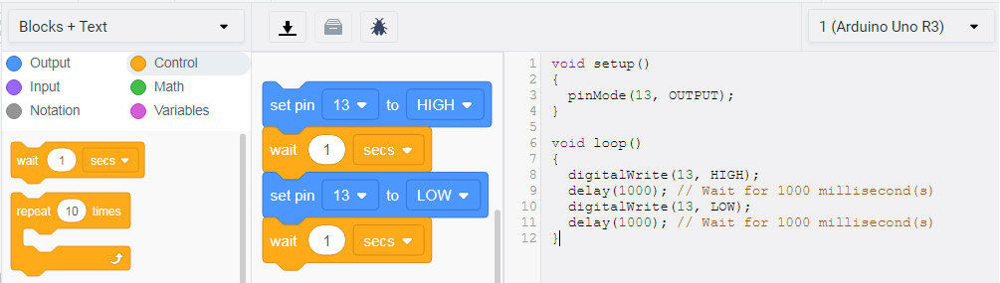 Blocks + Text
1 (Arduino Uno R3)
Output
Control
Input
Math
Notation
Variables
wait 1 secs
repeat 10 times
set pin 13 to HIGH
wait 1 secs
set pin 13 to LOW
wait 1 secs
1 void setup()
2 {
3   pinMode(13, OUTPUT);
4 }
5
6 void loop()
7 {
8   digitalWrite(13, HIGH);
9   delay(1000); // Wait for 1000 millisecond(s)
10   digitalWrite(13, LOW);
11   delay(1000); // Wait for 1000 millisecond(s)
12 }